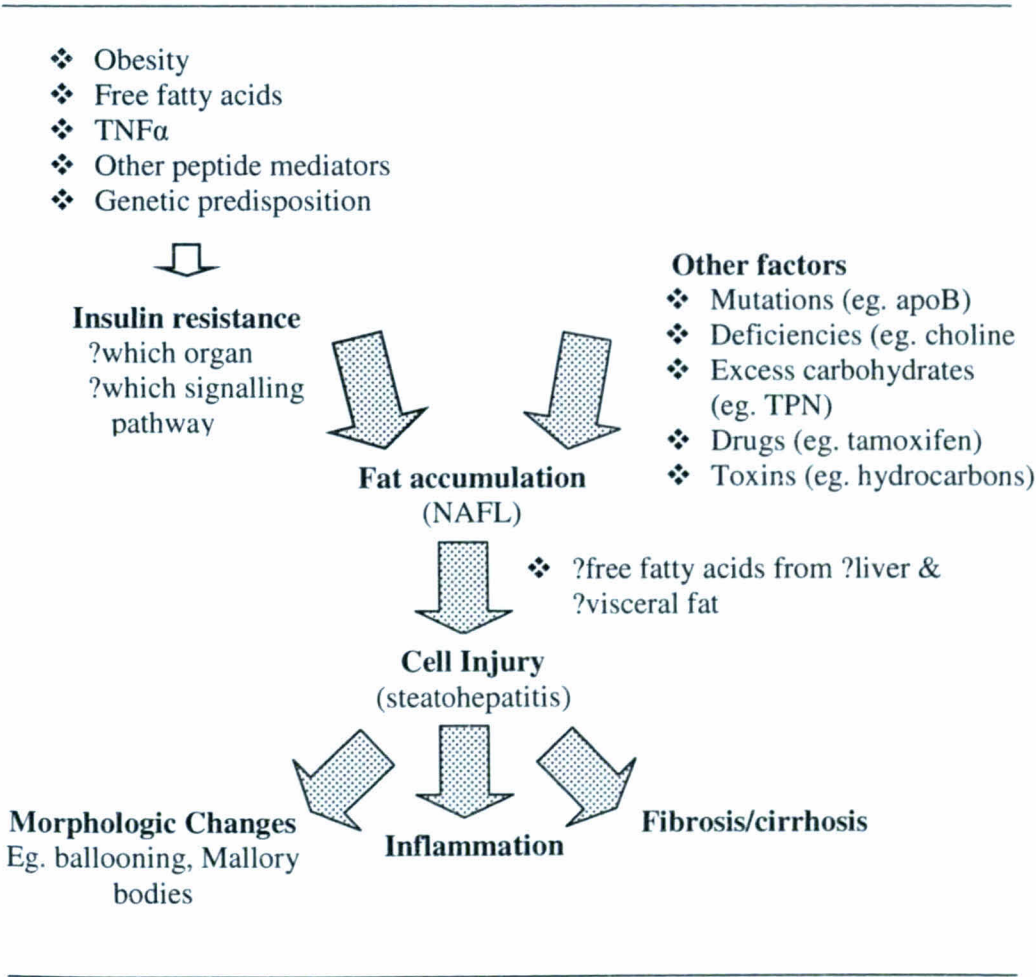 ❖ Obesity
❖ Free fatty acids
❖ TNFα
❖ Other peptide mediators
❖ Genetic predisposition
Insulin resistance
?which organ
?which signalling
pathway
Other factors
❖ Mutations (eg. apoB)
❖ Deficiencies (eg. choline
❖ Excess carbohydrates
(eg. TPN)
❖ Drugs (eg. tamoxifen)
❖ Toxins (eg. hydrocarbons)
Fat accumulation
(NAFL)
❖ ?free fatty acids from ?liver &
?visceral fat
Cell Injury
(steatohepatitis)
Morphologic Changes
Eg. ballooning, Mallory
bodies
Inflammation
Fibrosis/cirrhosis